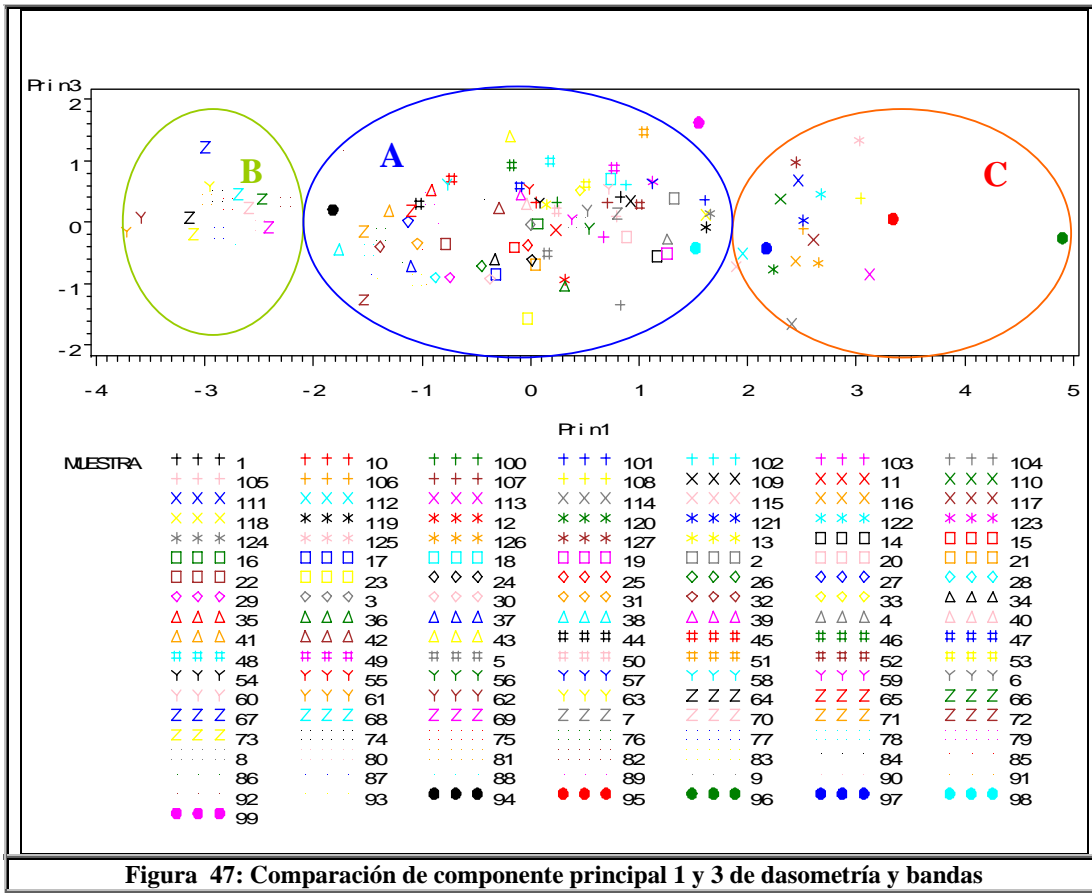 Prin3
2
1
0
-1
-2
B
A
C
-4 -3 -2 -1 0 1 2 3 4 5
Prin1
MUESTRA 1 10 100 101 102 103 104
105 106 107 108 109 11 110
111 112 113 114 115 116 117
118 119 12 120 121 122 123
124 125 126 127 13 14 15
16 17 18 19 2 20 21
22 23 24 25 26 27 28
29 3 30 31 32 33 34
35 36 37 38 39 4 40
41 42 43 44 45 46 47
48 49 5 50 51 52 53
54 55 56 57 58 59 6
60 61 62 63 64 65 66
67 68 69 7 70 71 72
73 74 75 76 77 78 79
8 80 81 82 83 84 85
86 87 88 89 9 90 91
92 93 94 95 96 97 98
99
Figura 47: Comparación de componente principal 1 y 3 de dasometría y bandas